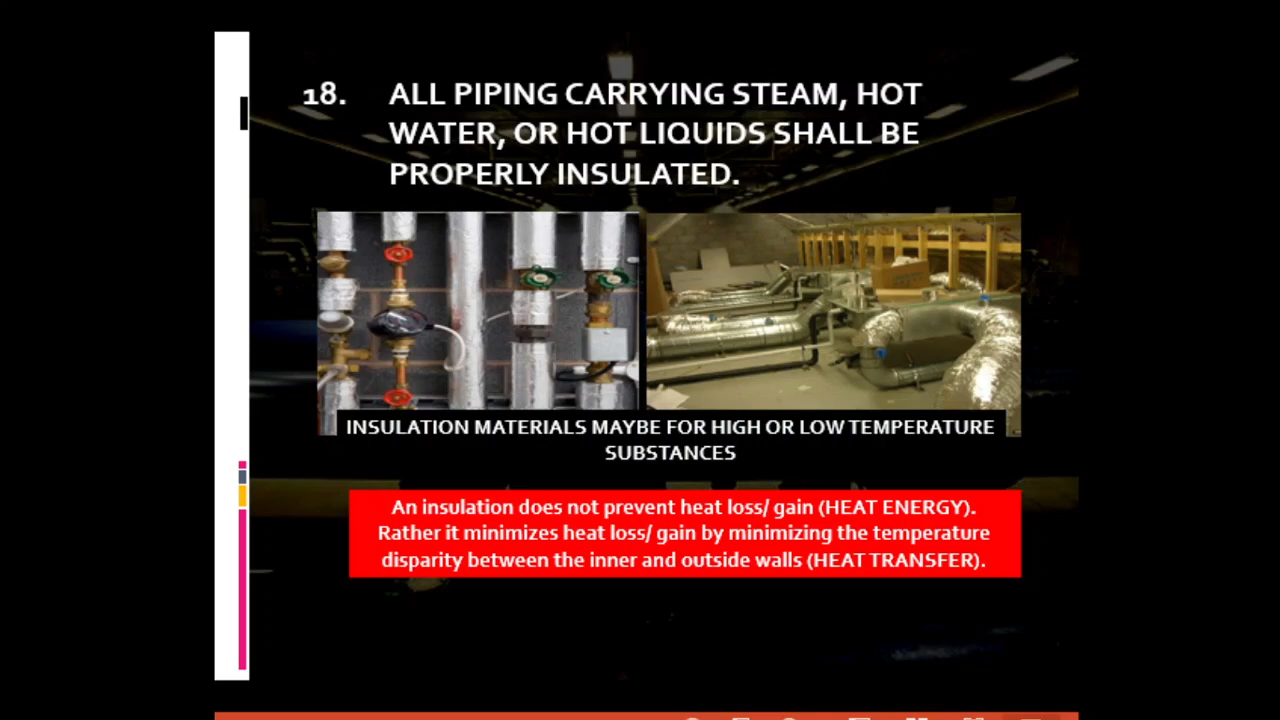 18. ALL PIPING CARRYING STEAM, HOT
WATER, OR HOT LIQUIDS SHALL BE
PROPERLY INSULATED.
INSULATION MATERIALS MAYBE FOR HIGH OR LOW TEMPERATURE
SUBSTANCES
An insulation does not prevent heat loss/ gain (HEAT ENERGY).
Rather it minimizes heat loss/ gain by minimizing the temperature
disparity between the inner and outside walls (HEAT TRANSFER).